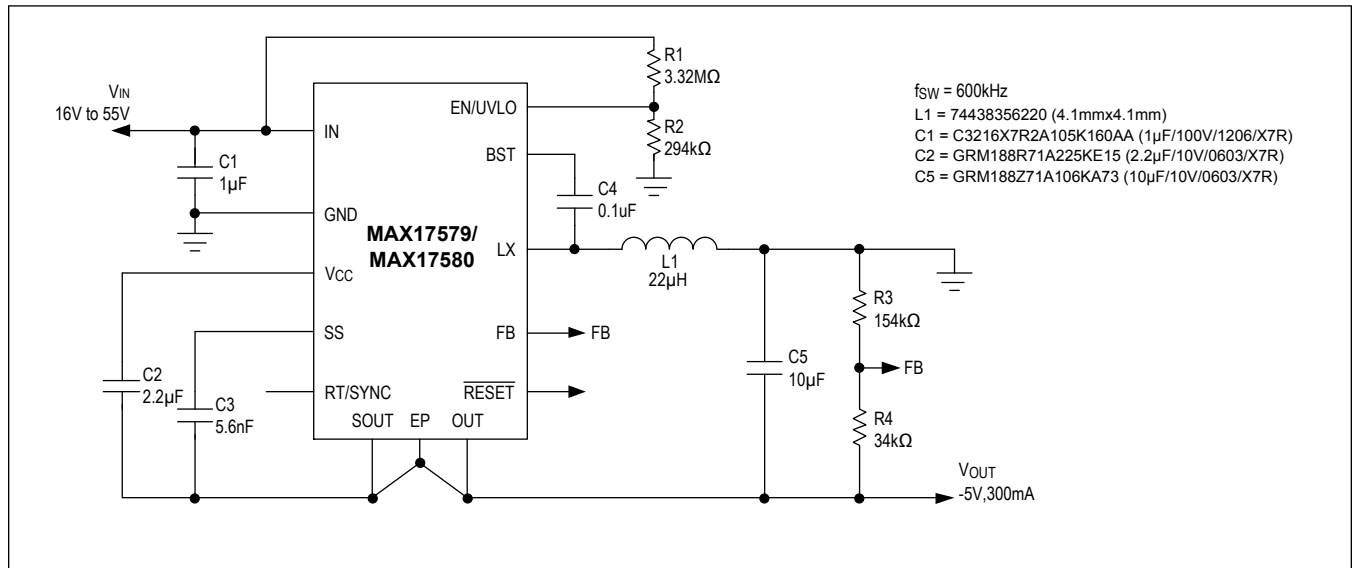 VIN
16V to 55V
C1
1µF
IN
GND
VCC
SS
RT/SYNC
SOUT
EP
OUT
EN/UVLO
BST
LX
FB
RESET
MAX17579/
MAX17580
C2
2.2µF
C3
5.6nF
R1
3.32MΩ
R2
294kΩ
C4
0.1uF
L1
22µH
FB
C5
10µF
R3
154kΩ
FB
R4
34kΩ
VOUT
-5V,300mA
fSW = 600kHz
L1 = 74438356220 (4.1mmx4.1mm)
C1 = C3216X7R2A105K160AA (1µF/100V/1206/X7R)
C2 = GRM188R71A225KE15 (2.2µF/10V/0603/X7R)
C5 = GRM188Z71A106KA73 (10µF/10V/0603/X7R)